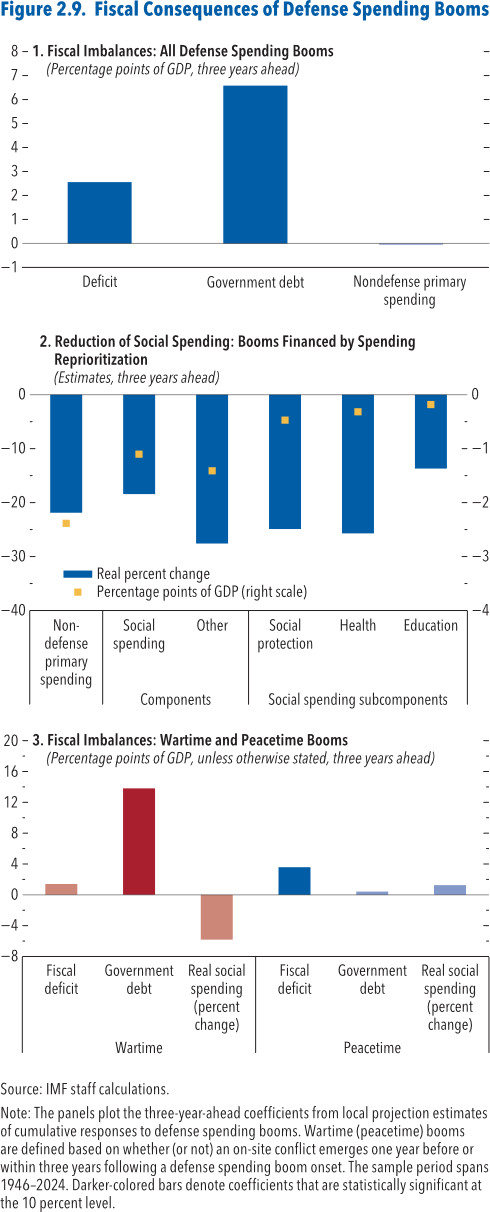 Figure 2.9. Fiscal Consequences of Defense Spending Booms
1. Fiscal Imbalances: All Defense Spending Booms
(Percentage points of GDP, three years ahead)
8
7
6
5
4
3
2
1
0
−1
Deficit
Government debt
Nondefense primary
spending
2. Reduction of Social Spending: Booms Financed by Spending
Reprioritization
(Estimates, three years ahead)
0
−10
−20
−30
−40
0
−1
−2
−3
−4
Real percent change
Percentage points of GDP (right scale)
Non-
defense
primary
spending
Social
spending
Other
Social
protection
Health
Education
Components
Social spending subcomponents
3. Fiscal Imbalances: Wartime and Peacetime Booms
(Percentage points of GDP, unless otherwise stated, three years ahead)
20
16
12
8
4
0
−4
−8
Fiscal
deficit
Government
debt
Real social
spending
(percent
change)
Fiscal
deficit
Government
debt
Real social
spending
(percent
change)
Wartime
Peacetime
Source: IMF staff calculations.
Note: The panels plot the three-year-ahead coefficients from local projection estimates
of cumulative responses to defense spending booms. Wartime (peacetime) booms
are defined based on whether (or not) an on-site conflict emerges one year before or
within three years following a defense spending boom onset. The sample period spans
1946–2024. Darker-colored bars denote coefficients that are statistically significant at
the 10 percent level.